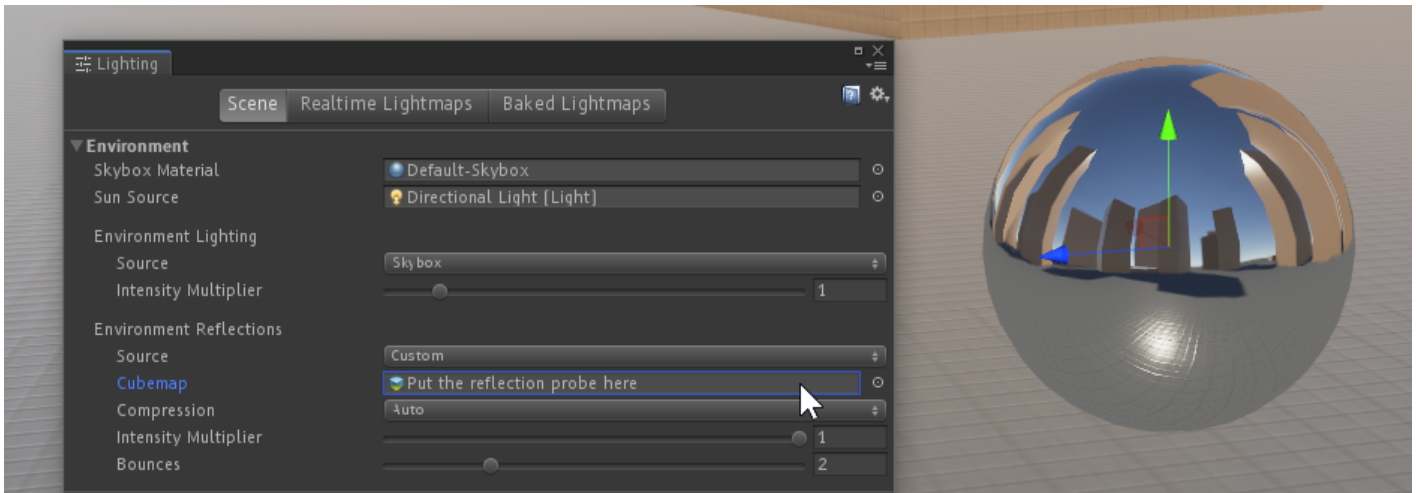 Lighting
Scene Realtime Lightmaps Baked Lightmaps
Environment
Skybox Material Default-Skybox
Sun Source Directional Light [Light]
Environment Lighting
Source Skybox
Intensity Multiplier 1
Environment Reflections
Source Custom
Cubemap Put the reflection probe here
Compression Auto
Intensity Multiplier 1
Bounces 2